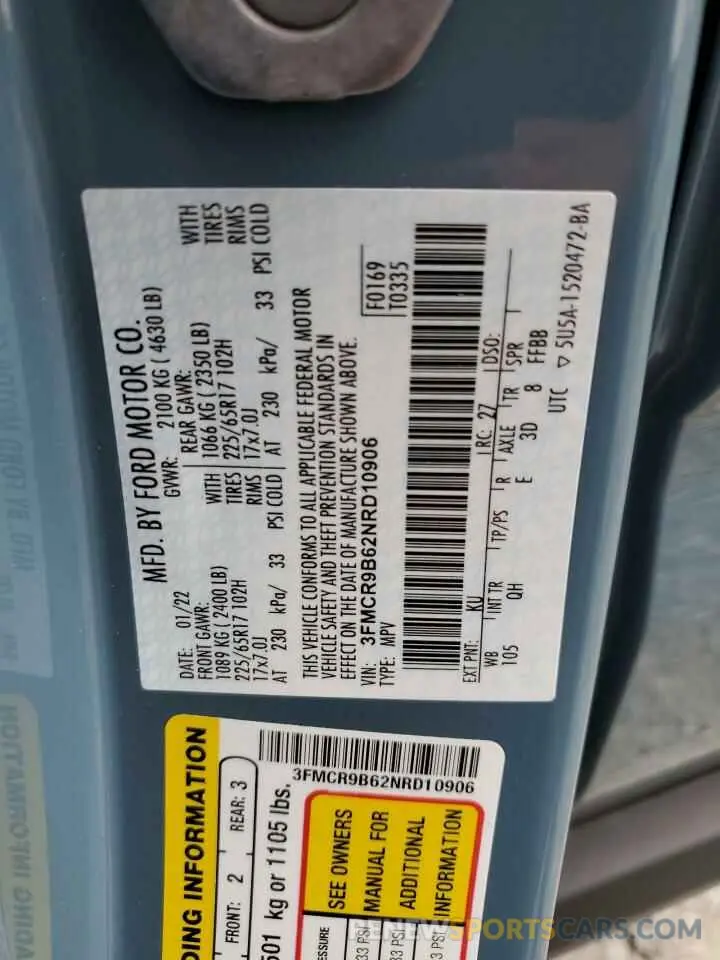 MFD. BY FORD MOTOR CO.
DATE: 01/22
GVWR: 2100 KG ( 4630 LB)
FRONT GAWR:
1089 KG ( 2400 LB)
WITH
225/65R17 102H
TIRES
17x7.0J
RIMS
AT 230 kPa/ 33 PSI COLD
REAR GAWR:
1066 KG ( 2350 LB)
WITH
225/65R17 102H
TIRES
17x7.0J
RIMS
AT 230 kPa/ 33 PSI COLD
THIS VEHICLE CONFORMS TO ALL APPLICABLE FEDERAL MOTOR
VEHICLE SAFETY AND THEFT PREVENTION STANDARDS IN
EFFECT ON THE DATE OF MANUFACTURE SHOWN ABOVE.
VIN: 3FMCR9B62NRD10906
TYPE: MPV
F0169
T0335
EXT PNT: KU RC: 27 DSO:
WB INT TR TP/PS R AXLE TR SPR
105 QH E 3D 8 FFBB
UTC ▽ 5U5A-1520472-BA
3FMCR9B62NRD10906
DING INFORMATION
FRONT: 2 REAR: 3
501 kg or 1105 lbs.
SEE OWNERS
MANUAL FOR
ADDITIONAL
INFORMATION
RENEWSPORTSCARS.COM